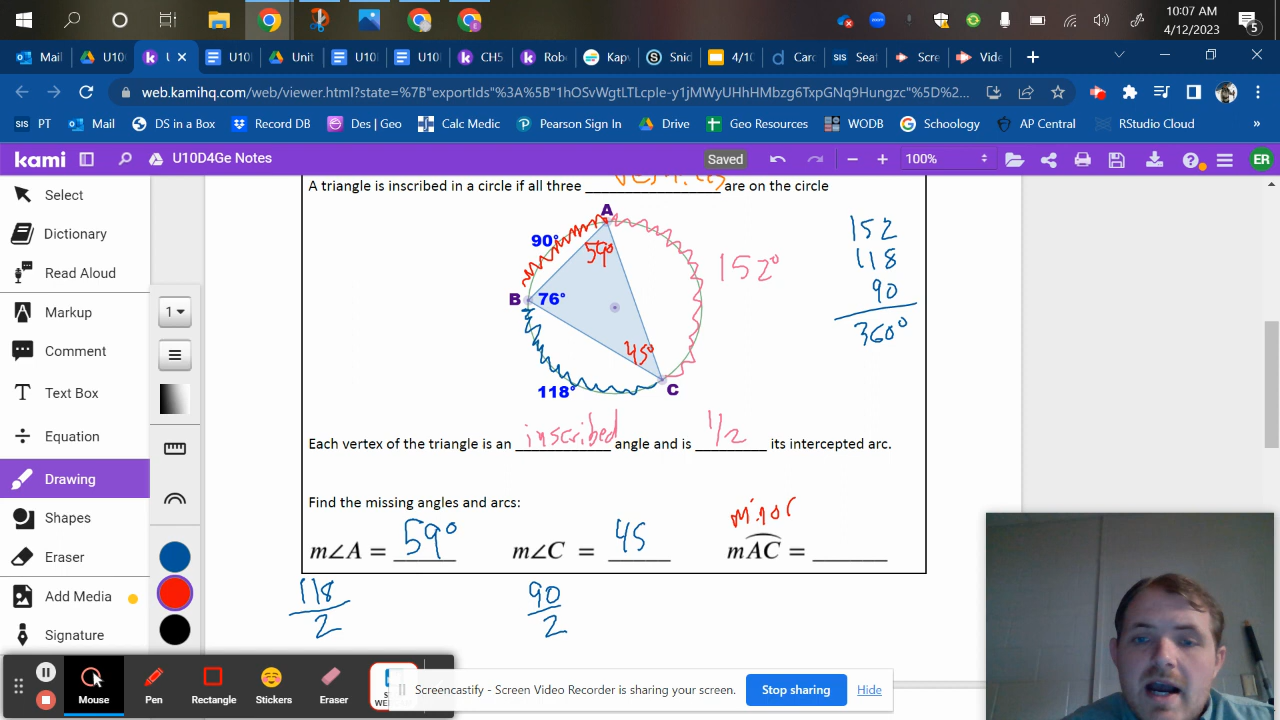 10:07 AM
4/12/2023
5
Mail
U10
U
U10
Unit
U10
U10
CH5
Rob
Kap
Snid
4/10
Carc
Seat
Scre
Vide
web.kamihq.com/web/viewer.html?state=%7B"exportIds"%3A%5B"1hOSvWgtLTLcpIe-y1jMWyUHhHMbzg6TxpGNq9Hungzc"%5D%2...
SIS PT
Mail
DS in a Box
Record DB
Des | Geo
Calc Medic
Pearson Sign In
Drive
Geo Resources
WODB
Schoology
AP Central
RStudio Cloud
»
kami
U10D4Ge Notes
Saved
100%
ER
Select
Dictionary
Read Aloud
Markup
Comment
Text Box
Equation
Drawing
Shapes
Eraser
Add Media
Signature
1
A triangle is inscribed in a circle if all three vertices are on the circle
A
90°
59°
152°
B
76°
45°
118°
C
152
118
90
360°
Each vertex of the triangle is an inscribed angle and is 1/2 its intercepted arc.
Find the missing angles and arcs:
minor
m∠A = 59°
m∠C = 45
mAC = _______
118
2
90
2
Mouse
Pen
Rectangle
Stickers
Eraser
Screencastify - Screen Video Recorder is sharing your screen.
Stop sharing
Hide